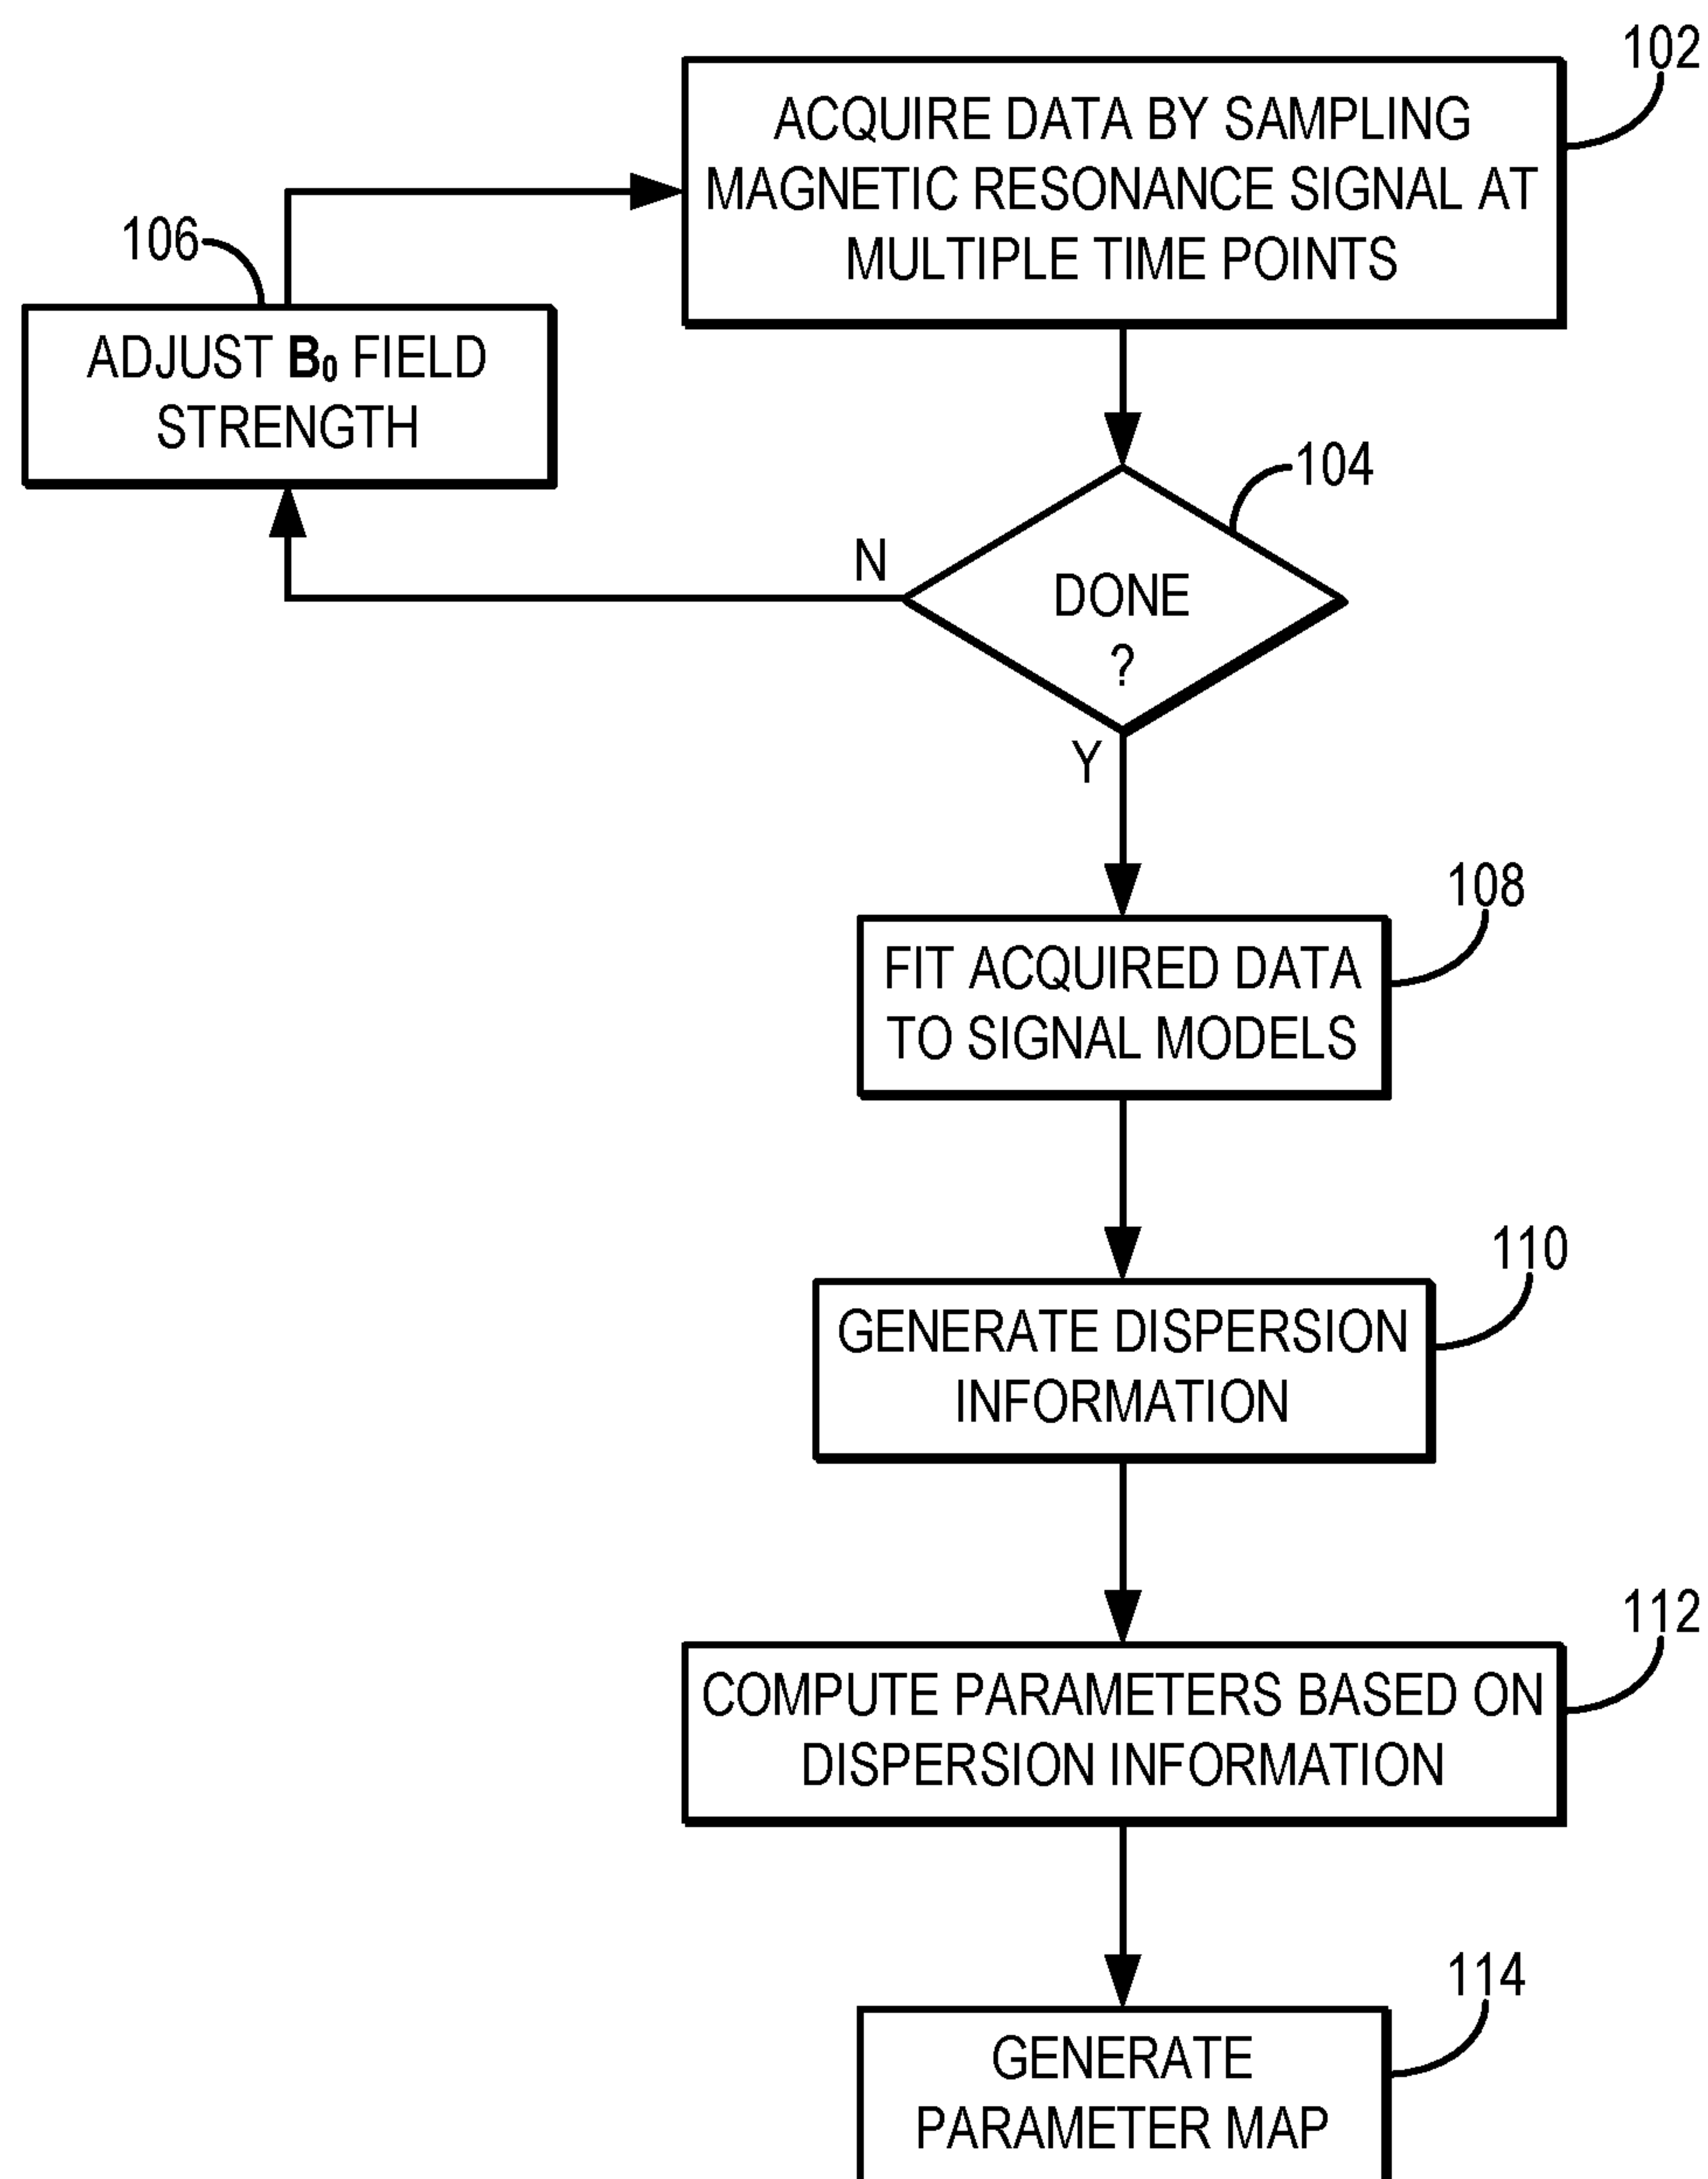 102
ACQUIRE DATA BY SAMPLING
MAGNETIC RESONANCE SIGNAL AT
MULTIPLE TIME POINTS
106
ADJUST B₀ FIELD
STRENGTH
104
N
DONE
?
Y
108
FIT ACQUIRED DATA
TO SIGNAL MODELS
110
GENERATE DISPERSION
INFORMATION
112
COMPUTE PARAMETERS BASED ON
DISPERSION INFORMATION
114
GENERATE
PARAMETER MAP